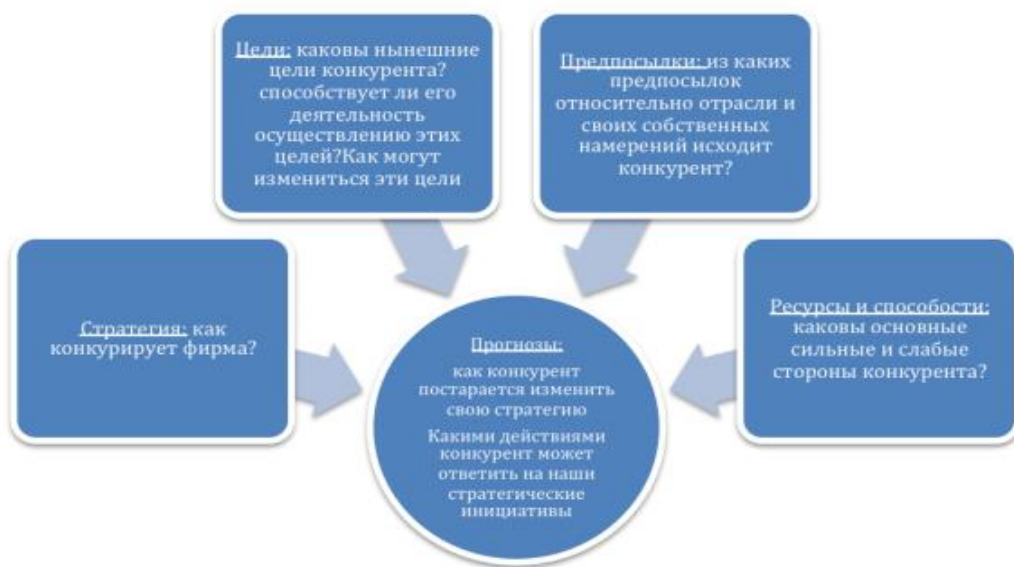 Цели: каковы нынешние
цели конкурента?
способствует ли его
деятельность
осуществлению этих
целей?Как могут
измениться эти цели
Предпосылки: из каких
предпосылок
относительно отрасли и
своих собственных
намерений исходит
конкурент?
Стратегия: как
конкурирует фирма?
Ресурсы и способости:
каковы основные
сильные и слабые
стороны конкурента?
Прогнозы:
как конкурент
постарается изменить
свою стратегию
Какими действиями
конкурент может
ответить на наши
стратегические
инициативы